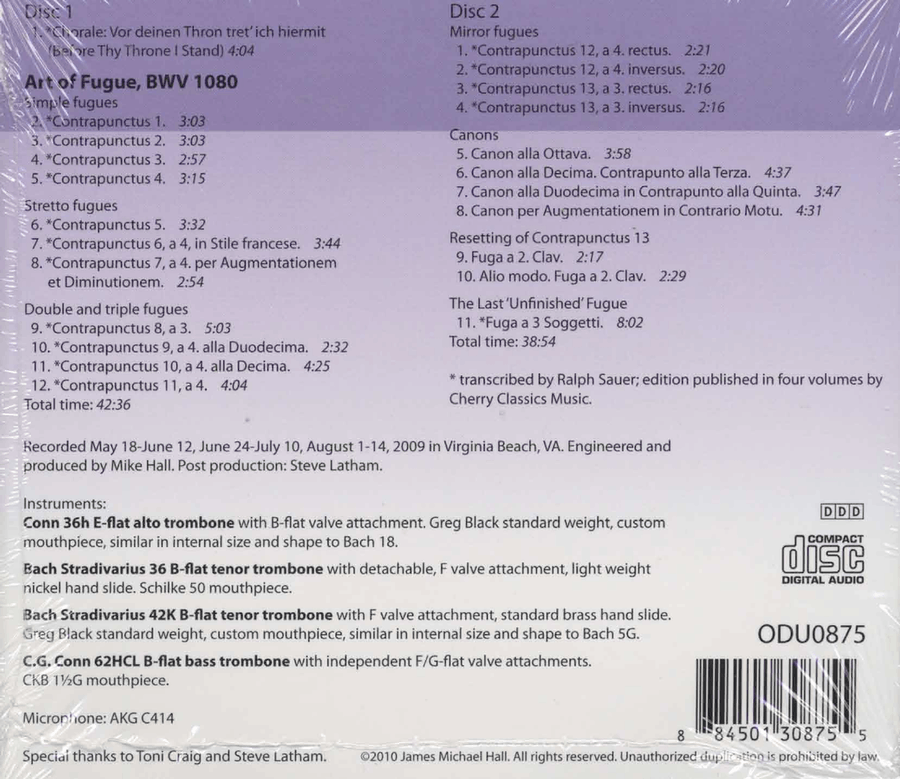 Disc 1
1. *Chorale: Vor deinen Thron tret' ich hiermit
(Before Thy Throne I Stand) 4:04
Art of Fugue, BWV 1080
Simple fugues
2. *Contrapunctus 1. 3:03
3. *Contrapunctus 2. 3:03
4. *Contrapunctus 3. 2:57
5. *Contrapunctus 4. 3:15
Stretto fugues
6. *Contrapunctus 5. 3:32
7. *Contrapunctus 6, a 4, in Stile francese. 3:44
8. *Contrapunctus 7, a 4. per Augmentationem
et Diminutionem. 2:54
Double and triple fugues
9. *Contrapunctus 8, a 3. 5:03
10. *Contrapunctus 9, a 4. alla Duodecima. 2:32
11. *Contrapunctus 10, a 4. alla Decima. 4:25
12. *Contrapunctus 11, a 4. 4:04
Total time: 42:36
Disc 2
Mirror fugues
1. *Contrapunctus 12, a 4. rectus. 2:21
2. *Contrapunctus 12, a 4. inversus. 2:20
3. *Contrapunctus 13, a 3. rectus. 2:16
4. *Contrapunctus 13, a 3. inversus. 2:16
Canons
5. Canon alla Ottava. 3:58
6. Canon alla Decima. Contrapunto alla Terza. 4:37
7. Canon alla Duodecima in Contrapunto alla Quinta. 3:47
8. Canon per Augmentationem in Contrario Motu. 4:31
Resetting of Contrapunctus 13
9. Fuga a 2. Clav. 2:17
10. Alio modo. Fuga a 2. Clav. 2:29
The Last 'Unfinished' Fugue
11. *Fuga a 3 Soggetti. 8:02
Total time: 38:54
* transcribed by Ralph Sauer; edition published in four volumes by
Cherry Classics Music.
Recorded May 18-June 12, June 24-July 10, August 1-14, 2009 in Virginia Beach, VA. Engineered and
produced by Mike Hall. Post production: Steve Latham.
Instruments:
Conn 36h E-flat alto trombone with B-flat valve attachment. Greg Black standard weight, custom
mouthpiece, similar in internal size and shape to Bach 18.
Bach Stradivarius 36 B-flat tenor trombone with detachable, F valve attachment, light weight
nickel hand slide. Schilke 50 mouthpiece.
Bach Stradivarius 42K B-flat tenor trombone with F valve attachment, standard brass hand slide.
Greg Black standard weight, custom mouthpiece, similar in internal size and shape to Bach 5G.
C.G. Conn 62HCL B-flat bass trombone with independent F/G-flat valve attachments.
CKB 1½G mouthpiece.
Microphone: AKG C414
Special thanks to Toni Craig and Steve Latham.
DDD
COMPACT
disc
DIGITAL AUDIO
ODU0875
8 84501 30875 5
©2010 James Michael Hall. All rights reserved. Unauthorized duplication is prohibited by law.